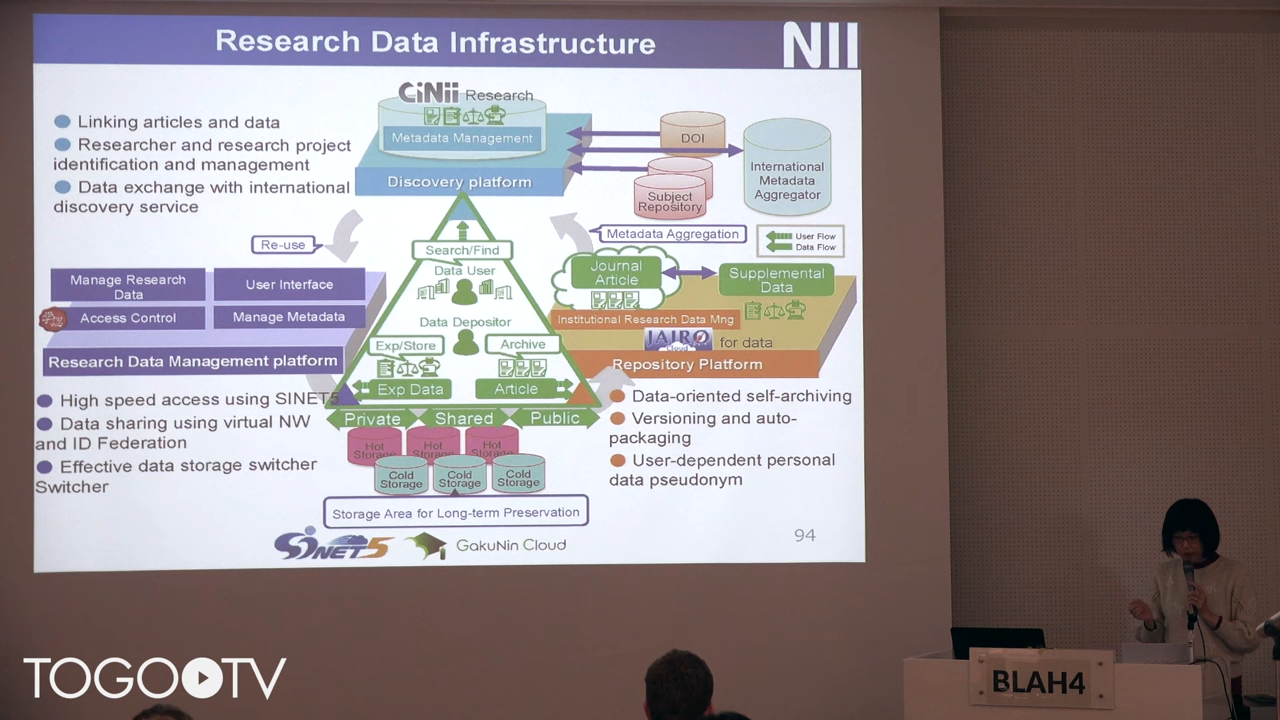 Research Data Infrastructure
NII
CiNii Research
Metadata Management
Discovery platform
Linking articles and data
Researcher and research project
identification and management
Data exchange with international
discovery service
DOI
Subject
Repository
International
Metadata
Aggregator
Metadata Aggregation
User Flow
Data Flow
Re-use
Search/Find
Data User
Data Depositor
Exp/Store
Archive
Exp Data
Article
Private
Shared
Public
Manage Research
Data
User Interface
Access Control
Manage Metadata
Research Data Management platform
Journal
Article
Supplemental
Data
Institutional Research Data Mng
JAIRO
Cloud
for data
Repository Platform
High speed access using SINET5
Data sharing using virtual NW
and ID Federation
Effective data storage switcher
Switcher
Data-oriented self-archiving
Versioning and auto-
packaging
User-dependent personal
data pseudonym
Hot
Storage
Hot
Storage
Hot
Storage
Cold
Storage
Cold
Storage
Cold
Storage
Storage Area for Long-term Preservation
SINET5
GakuNin Cloud
94
TOGOTV
BLAH4